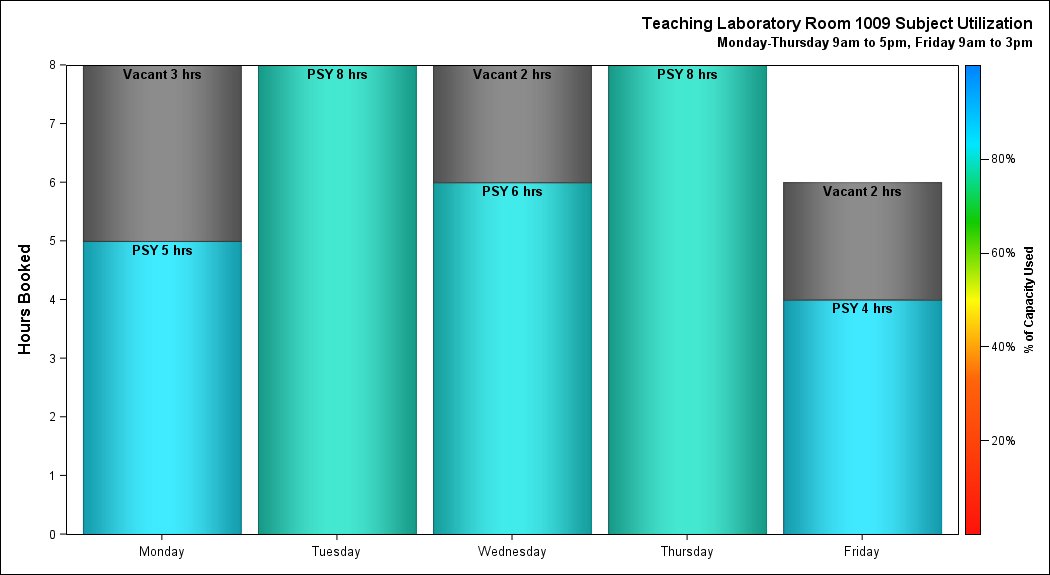 Teaching Laboratory Room 1009 Subject Utilization
Monday-Thursday 9am to 5pm, Friday 9am to 3pm
Hours Booked
8
7
6
5
4
3
2
1
0
Vacant 3 hrs
PSY 5 hrs
PSY 8 hrs
Vacant 2 hrs
PSY 6 hrs
PSY 8 hrs
Vacant 2 hrs
PSY 4 hrs
Monday
Tuesday
Wednesday
Thursday
Friday
80%
60%
40%
20%
% of Capacity Used